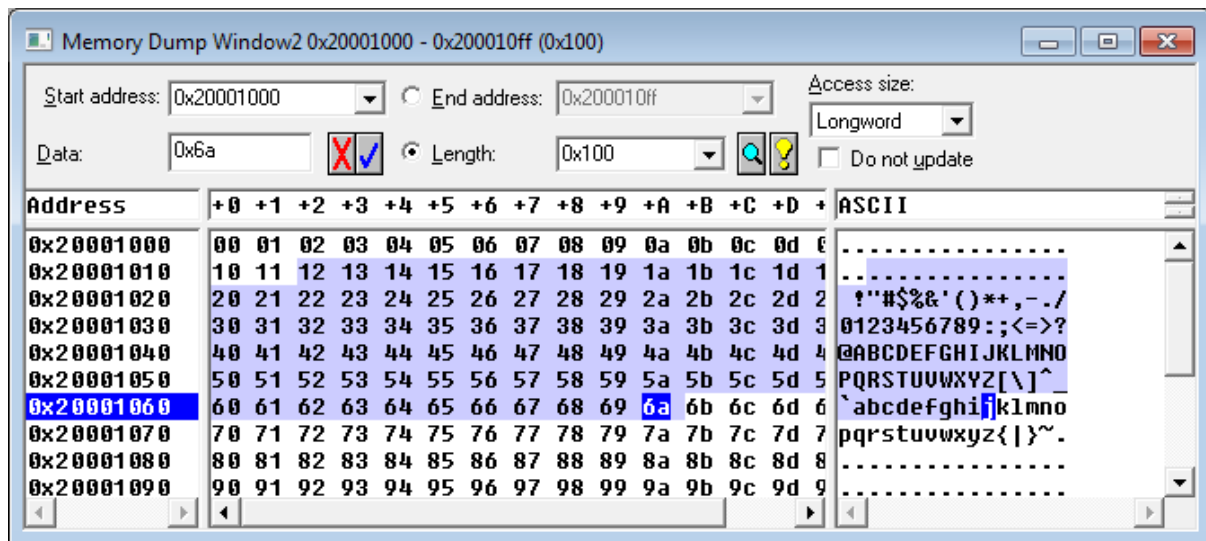 Memory Dump Window2 0x20001000 - 0x200010ff (0x100)
Start address: 0x20001000 End address: 0x200010ff Access size:
Longword
Data: 0x6a Length: 0x100 Do not update
Address +0 +1 +2 +3 +4 +5 +6 +7 +8 +9 +A +B +C +D + ASCII
0x20001000 00 01 02 03 04 05 06 07 08 09 0a 0b 0c 0d ................
0x20001010 10 11 12 13 14 15 16 17 18 19 1a 1b 1c 1d 1 ................
0x20001020 20 21 22 23 24 25 26 27 28 29 2a 2b 2c 2d 2 !"#$%&'()*+,-./
0x20001030 30 31 32 33 34 35 36 37 38 39 3a 3b 3c 3d 3 0123456789:;<=>?
0x20001040 40 41 42 43 44 45 46 47 48 49 4a 4b 4c 4d 4 @ABCDEFGHIJKLMNO
0x20001050 50 51 52 53 54 55 56 57 58 59 5a 5b 5c 5d 5 PQRSTUVWXYZ[\]^_
0x20001060 60 61 62 63 64 65 66 67 68 69 6a 6b 6c 6d 6 `abcdefghijklmno
0x20001070 70 71 72 73 74 75 76 77 78 79 7a 7b 7c 7d 7 pqrstuvwxyz{|}~.
0x20001080 80 81 82 83 84 85 86 87 88 89 8a 8b 8c 8d 8 ................
0x20001090 90 91 92 93 94 95 96 97 98 99 9a 9b 9c 9d 9 ................